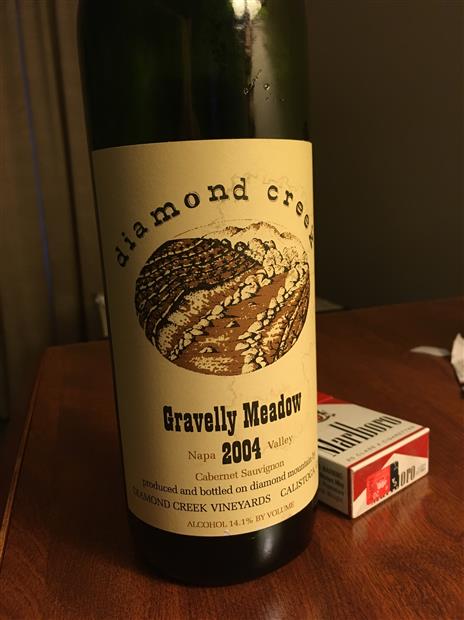 diamond creek
Gravelly Meadow
Napa 2004 Valley
Cabernet Sauvignon
produced and bottled on diamond mountain
DIAMOND CREEK VINEYARDS CALISTOGA
ALCOHOL 14.1% BY VOLUME
Marlboro